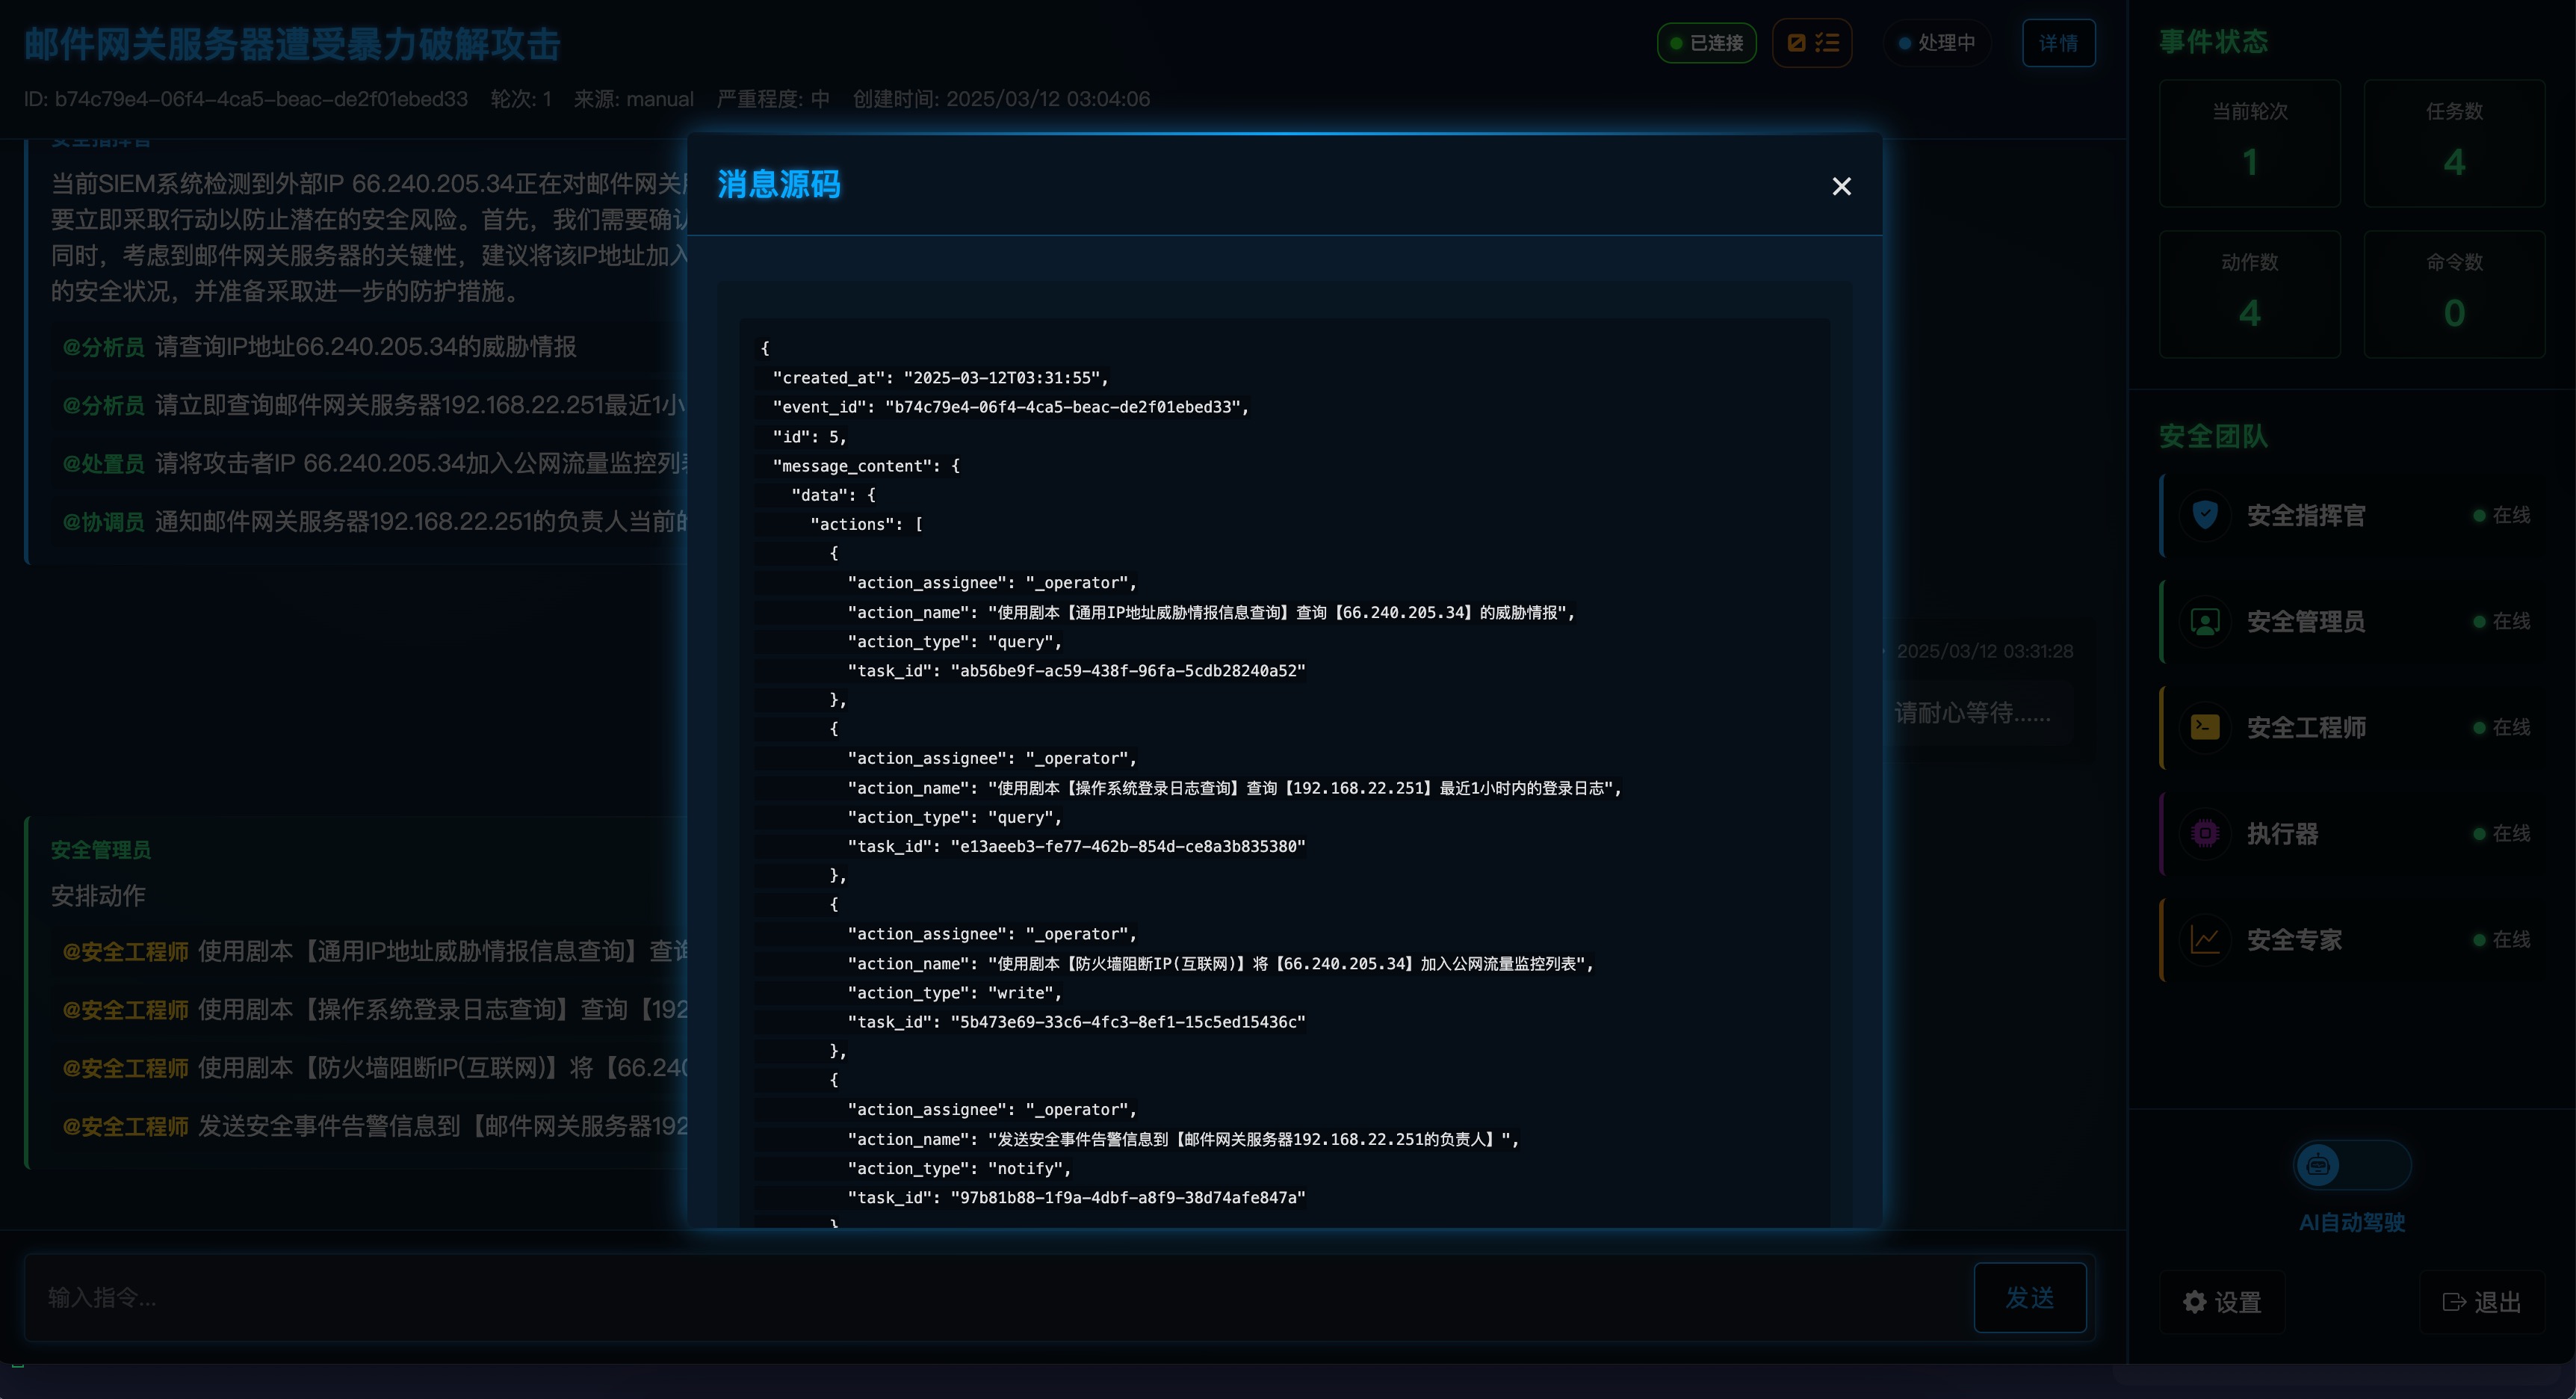 邮件网关服务器遭受暴力破解攻击
已连接
处理中
详情
ID: b74c79e4-06f4-4ca5-beac-de2f01ebed33 轮次: 1 来源: manual 严重程度: 中 创建时间: 2025/03/12 03:04:06
安全指挥官
当前SIEM系统检测到外部IP 66.240.205.34正在对邮件网关
要立即采取行动以防止潜在的安全风险。首先，我们需要确认
同时，考虑到邮件网关服务器的关键性，建议将该IP地址加入
的安全状况，并准备采取进一步的防护措施。
@分析员 请查询IP地址66.240.205.34的威胁情报
@分析员 请立即查询邮件网关服务器192.168.22.251最近1小
@处置员 请将攻击者IP 66.240.205.34加入公网流量监控列
@协调员 通知邮件网关服务器192.168.22.251的负责人当前的
2025/03/12 03:31:28
请耐心等待......
安全管理员
安排动作
@安全工程师 使用剧本【通用IP地址威胁情报信息查询】查询
@安全工程师 使用剧本【操作系统登录日志查询】查询【192
@安全工程师 使用剧本【防火墙阻断IP(互联网)】将【66.240
@安全工程师 发送安全事件告警信息到【邮件网关服务器192
消息源码
{
"created_at": "2025-03-12T03:31:55",
"event_id": "b74c79e4-06f4-4ca5-beac-de2f01ebed33",
"id": 5,
"message_content": {
"data": {
"actions": [
{
"action_assignee": "_operator",
"action_name": "使用剧本【通用IP地址威胁情报信息查询】查询【66.240.205.34】的威胁情报",
"action_type": "query",
"task_id": "ab56be9f-ac59-438f-96fa-5cdb28240a52"
},
{
"action_assignee": "_operator",
"action_name": "使用剧本【操作系统登录日志查询】查询【192.168.22.251】最近1小时内的登录日志",
"action_type": "query",
"task_id": "e13aeeb3-fe77-462b-854d-ce8a3b835380"
},
{
"action_assignee": "_operator",
"action_name": "使用剧本【防火墙阻断IP(互联网)】将【66.240.205.34】加入公网流量监控列表",
"action_type": "write",
"task_id": "5b473e69-33c6-4fc3-8ef1-15c5ed15436c"
},
{
"action_assignee": "_operator",
"action_name": "发送安全事件告警信息到【邮件网关服务器192.168.22.251的负责人】",
"action_type": "notify",
"task_id": "97b81b88-1f9a-4dbf-a8f9-38d74afe847a"
}
输入指令...
发送
事件状态
当前轮次
1
任务数
4
动作数
4
命令数
0
安全团队
安全指挥官 在线
安全管理员 在线
安全工程师 在线
执行器 在线
安全专家 在线
AI自动驾驶
设置
退出